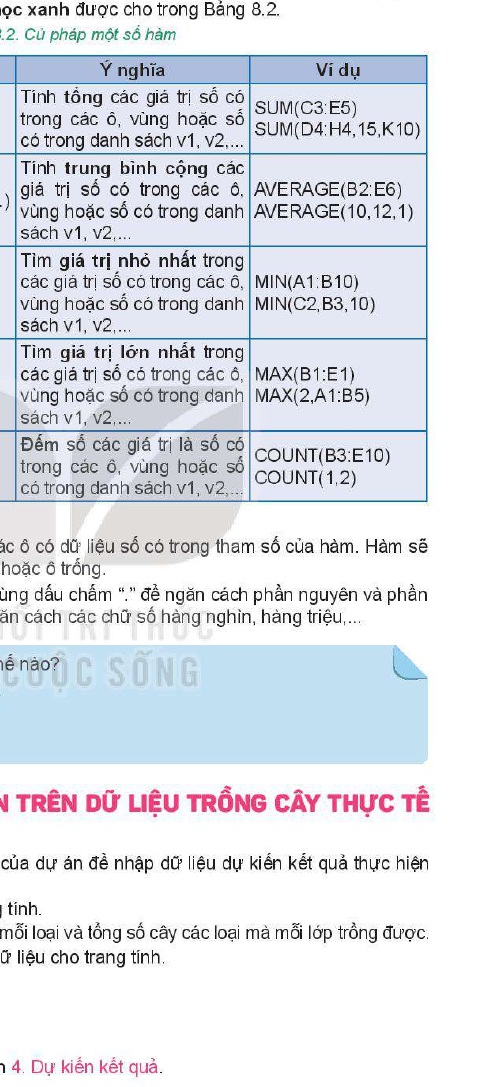 học xanh được cho trong Bảng 8.2.
8.2. Cú pháp một số hàm
Ý nghĩa
Ví dụ
Tính tổng các giá trị số có
trong các ô, vùng hoặc số
có trong danh sách v1, v2,...
SUM(C3:E5)
SUM(D4:H4,15,K10)
.)
Tính trung bình cộng các
giá trị số có trong các ô,
vùng hoặc số có trong danh
sách v1, v2,...
AVERAGE(B2:E6)
AVERAGE(10,12,1)
Tìm giá trị nhỏ nhất trong
các giá trị số có trong các ô,
vùng hoặc số có trong danh
sách v1, v2,...
MIN(A1:B10)
MIN(C2,B3,10)
Tìm giá trị lớn nhất trong
các giá trị số có trong các ô,
vùng hoặc số có trong danh
sách v1, v2,...
MAX(B1:E1)
MAX(2,A1:B5)
Đếm số các giá trị là số có
trong các ô, vùng hoặc số
có trong danh sách v1, v2,...
COUNT(B3:E10)
COUNT(1,2)
ác ô có dữ liệu số có trong tham số của hàm. Hàm sẽ
hoặc ô trống.
ùng dấu chấm “.” để ngăn cách phần nguyên và phần
ăn cách các chữ số hàng nghìn, hàng triệu,...
TRI THỨC
hế nào?
CUỘC SỐNG
N TRÊN DỮ LIỆU TRỒNG CÂY THỰC TẾ
của dự án để nhập dữ liệu dự kiến kết quả thực hiện
tính.
mỗi loại và tổng số cây các loại mà mỗi lớp trồng được.
ữ liệu cho trang tính.
4. Dự kiến kết quả.